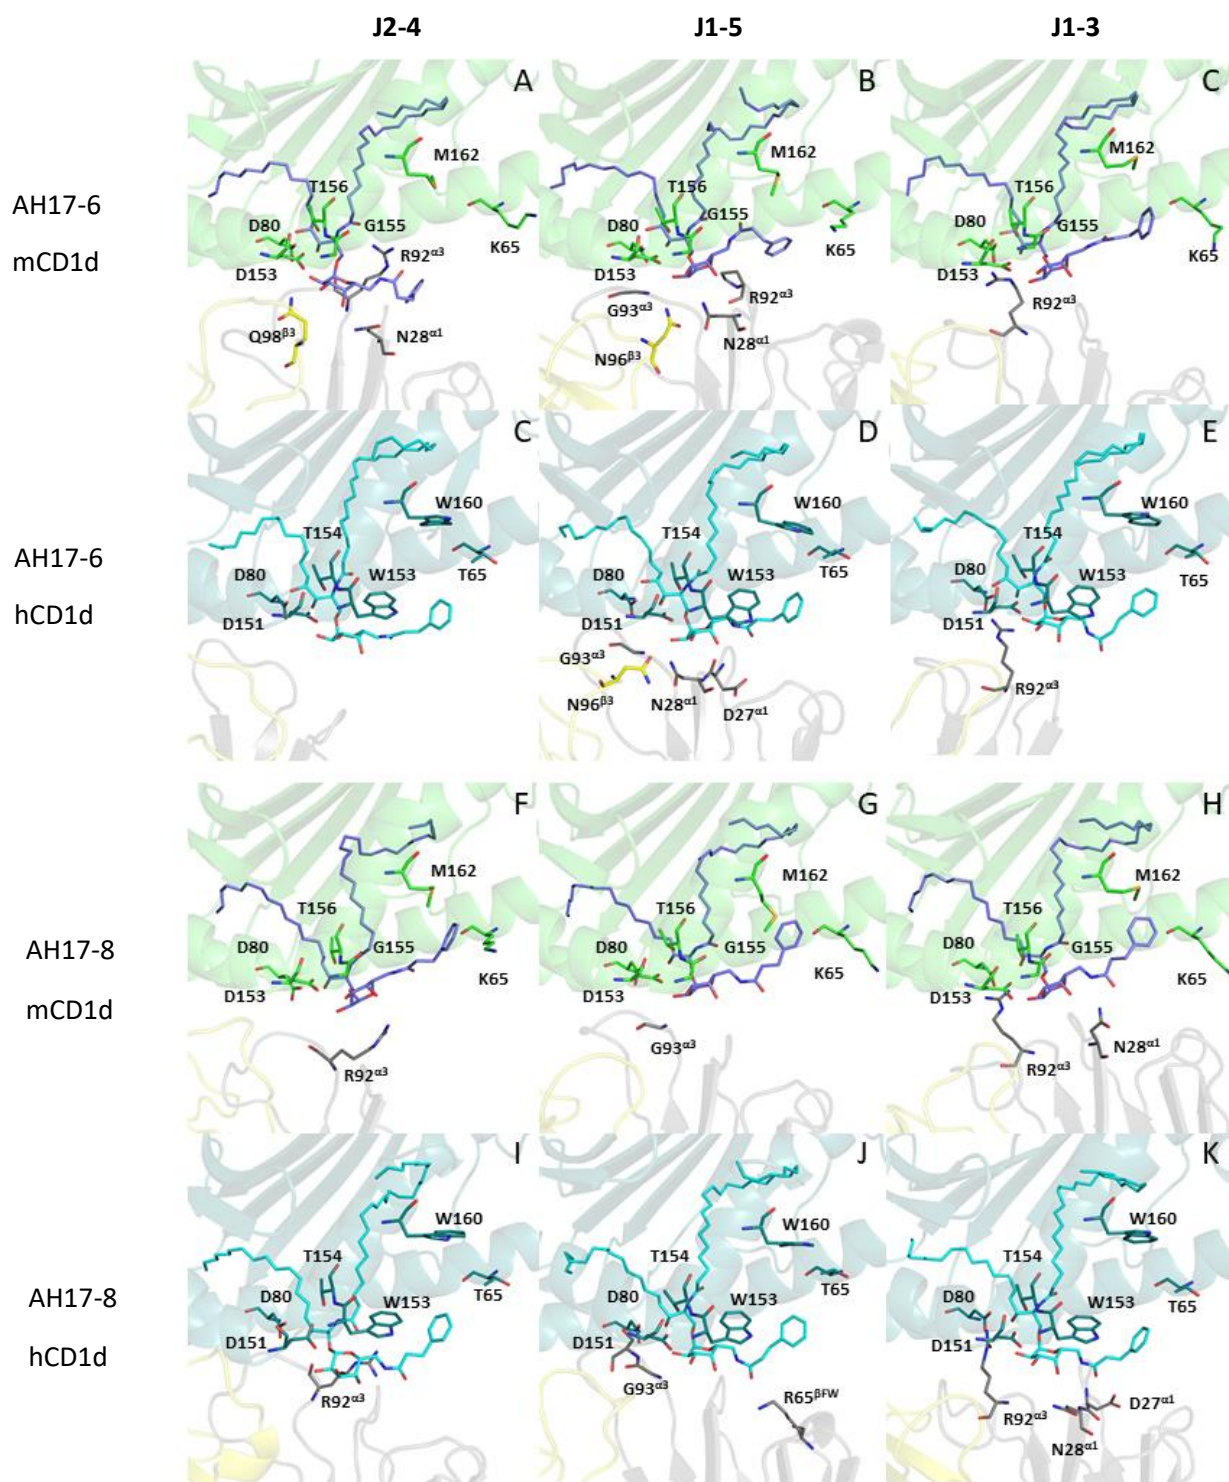 J2-4 J1-5 J1-3
AH17-6
mCD1d
A
M162
T156
D80
G155
K65
D153
R92α3
Q98β3
N28α1
B
M162
T156
G155
D80
K65
D153
R92α3
G93α3
N28α1
N96β3
C
M162
T156
D80
G155
K65
D153
R92α3
AH17-6
hCD1d
C
W160
T154
T65
D80
W153
D151
D
W160
T154
T65
D80
W153
D151
G93α3
N96β3
N28α1
D27α1
E
W160
T154
T65
D80
W153
D151
R92α3
AH17-8
mCD1d
F
M162
T156
D80
G155
K65
D153
R92α3
G
M162
T156
D80
G155
K65
D153
G93α3
H
M162
T156
D80
G155
K65
D153
N28α1
R92α3
AH17-8
hCD1d
I
W160
T154
T65
D80
W153
D151
R92α3
J
W160
T154
T65
D80
W153
D151
G93α3
R65βFW
K
W160
T154
T65
D80
W153
D151
D27α1
R92α3
N28α1